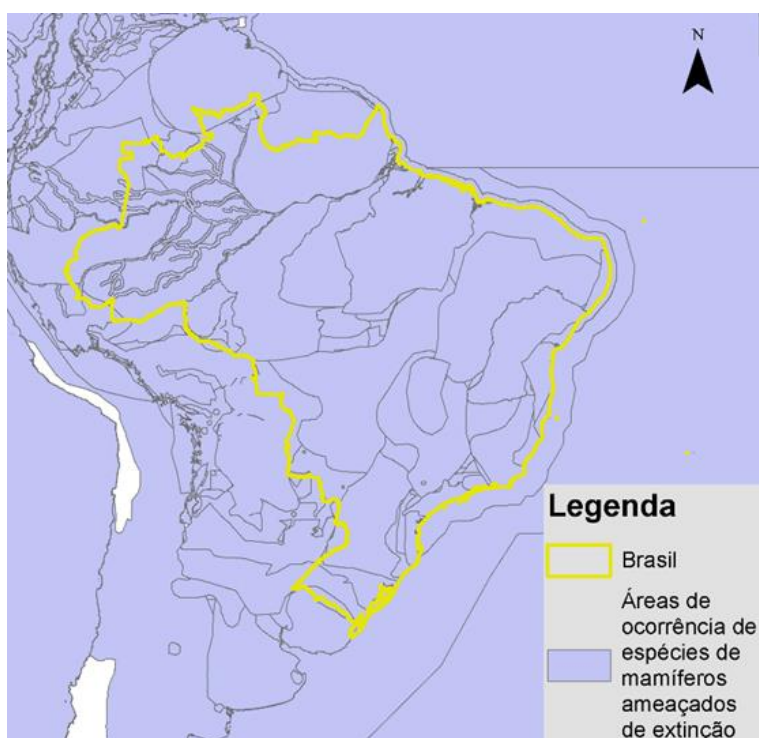 N
Legenda
Brasil
Áreas de
ocorrência de
espécies de
mamíferos
ameaçados
de extinção